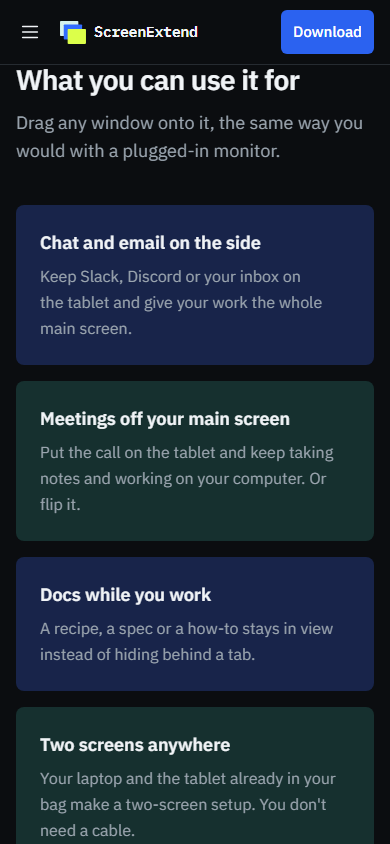 ScreenExtend
Download
What you can use it for
Drag any window onto it, the same way you
would with a plugged-in monitor.
Chat and email on the side
Keep Slack, Discord or your inbox on
the tablet and give your work the whole
main screen.
Meetings off your main screen
Put the call on the tablet and keep taking
notes and working on your computer. Or
flip it.
Docs while you work
A recipe, a spec or a how-to stays in view
instead of hiding behind a tab.
Two screens anywhere
Your laptop and the tablet already in your
bag make a two-screen setup. You don't
need a cable.